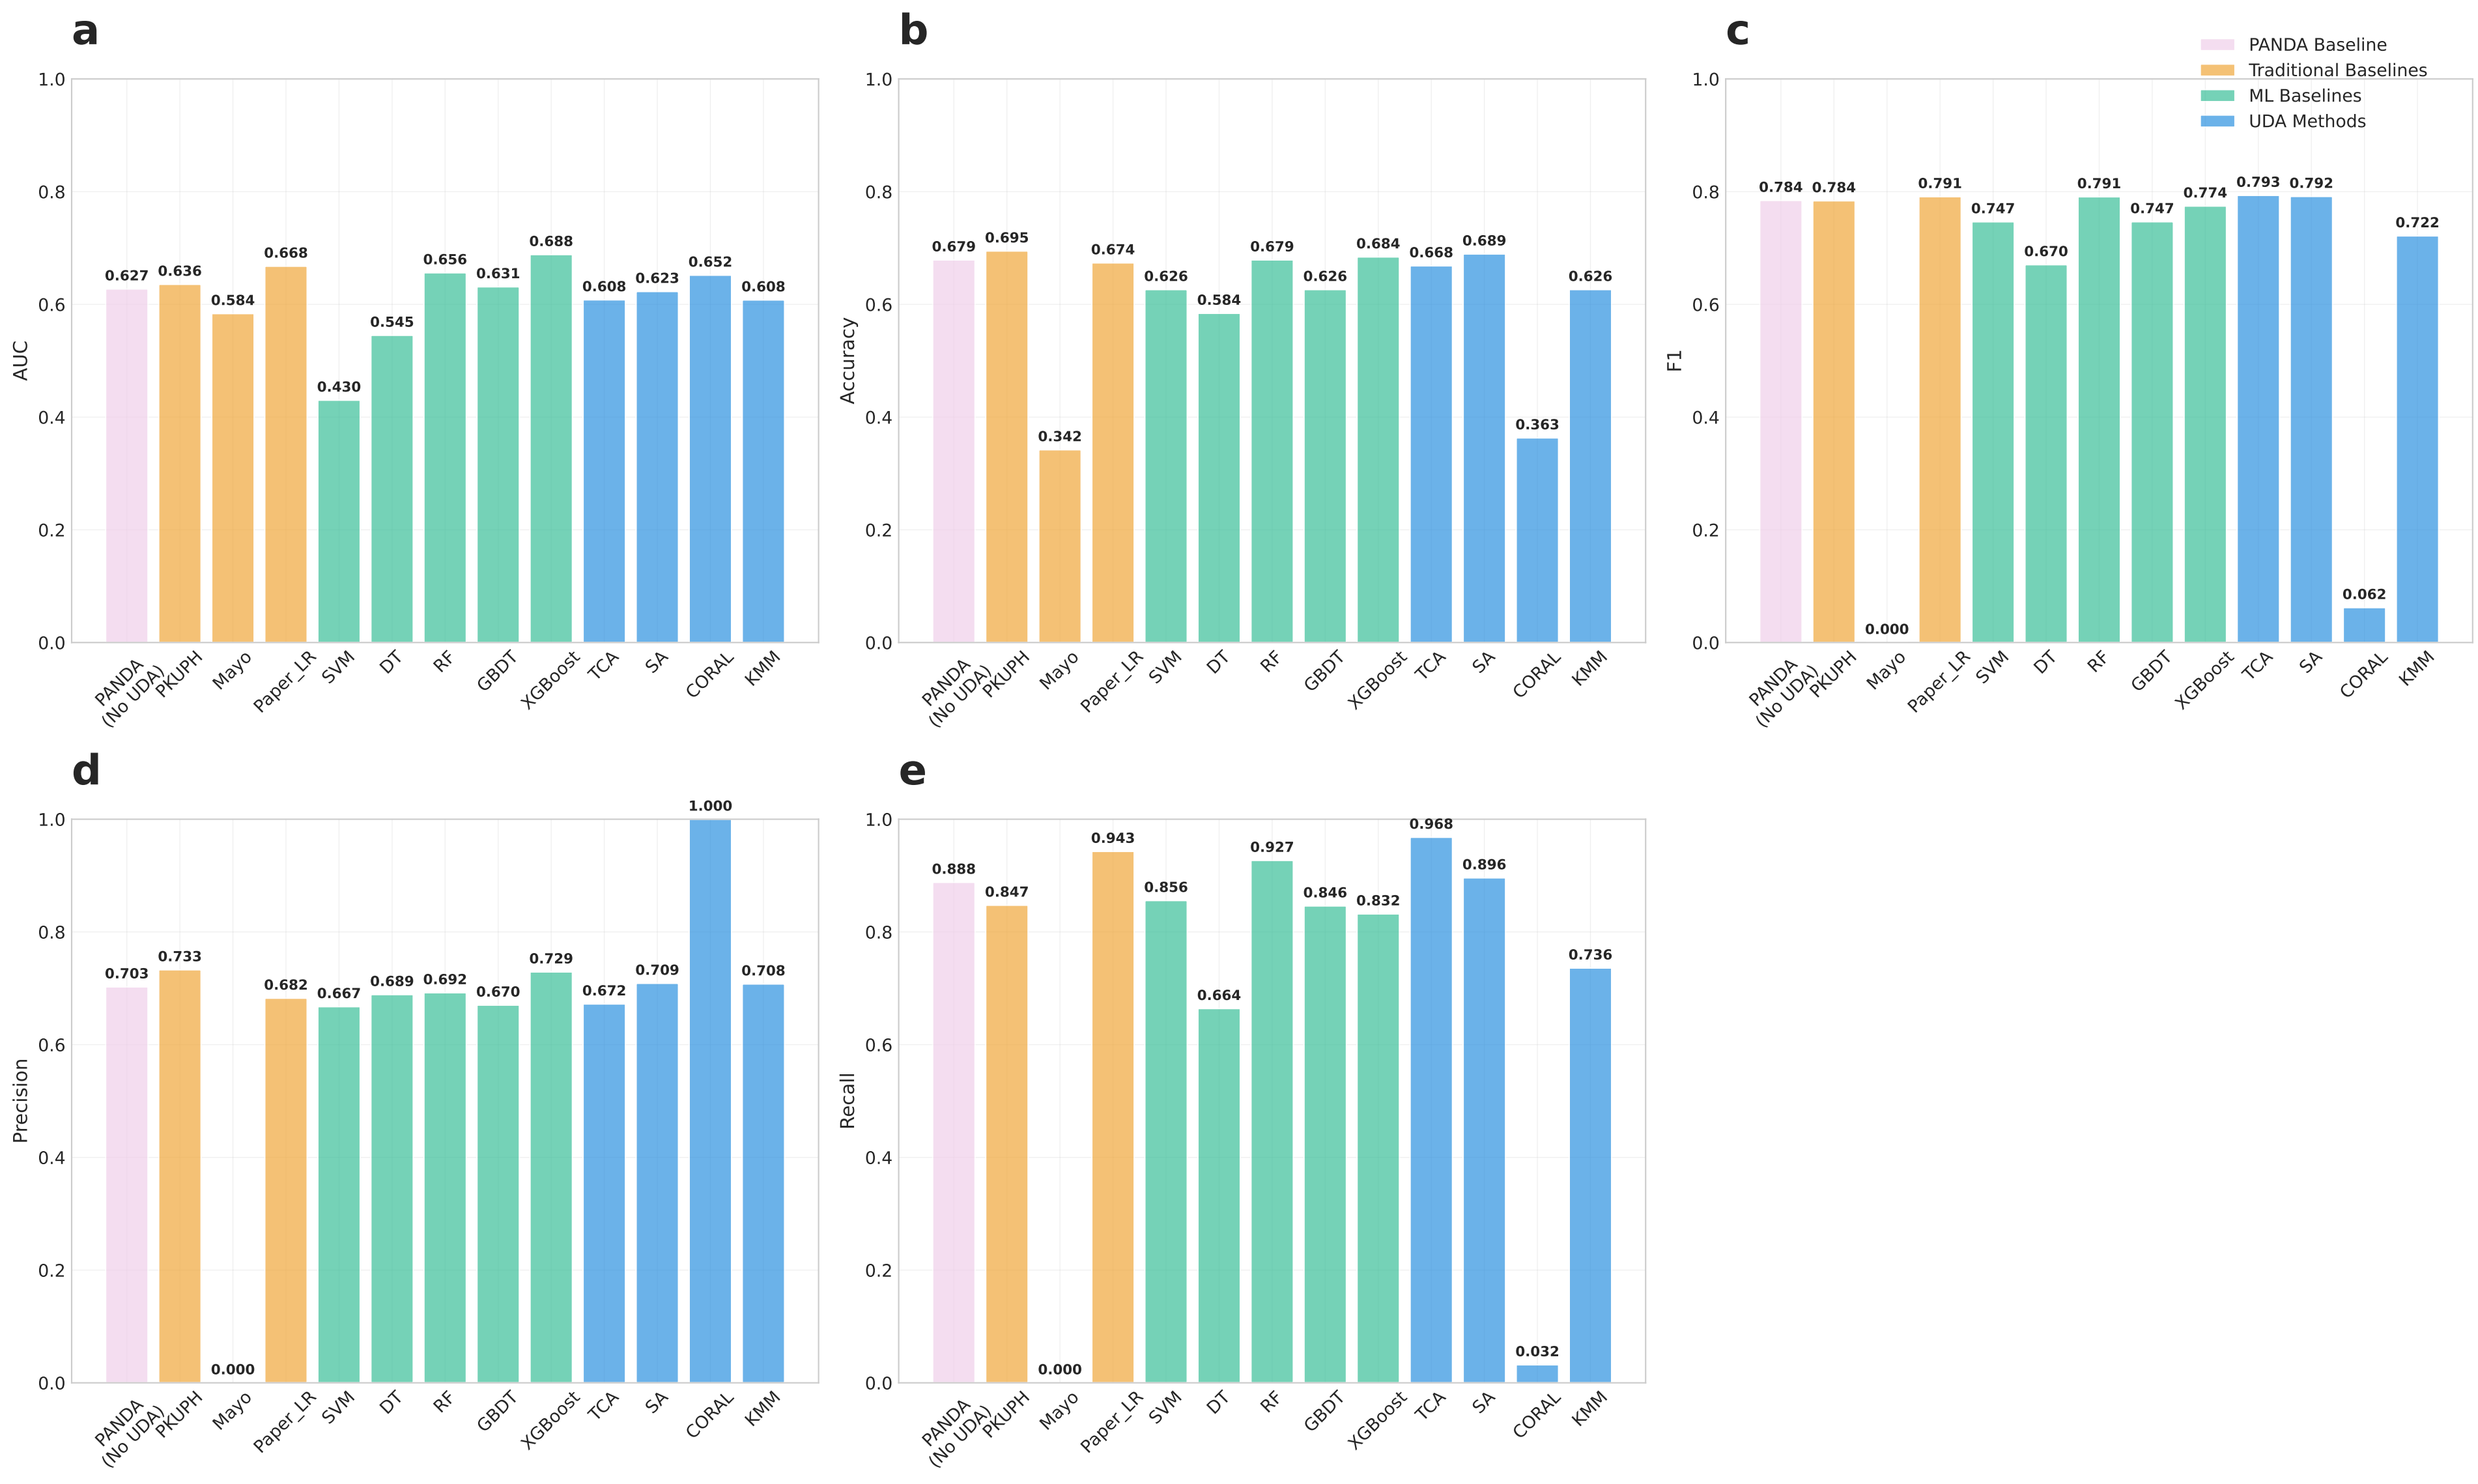 a
b
c
PANDA Baseline
Traditional Baselines
ML Baselines
UDA Methods
AUC
1.0
0.8
0.6
0.4
0.2
0.0
0.627
0.636
0.584
0.668
0.430
0.545
0.656
0.631
0.688
0.608
0.623
0.652
0.608
PANDA
(No UDA)
PKUPH
Mayo
Paper_LR
SVM
DT
RF
GBDT
XGBoost
TCA
SA
CORAL
KMM
Accuracy
1.0
0.8
0.6
0.4
0.2
0.0
0.679
0.695
0.342
0.674
0.626
0.584
0.679
0.626
0.684
0.668
0.689
0.363
0.626
PANDA
(No UDA)
PKUPH
Mayo
Paper_LR
SVM
DT
RF
GBDT
XGBoost
TCA
SA
CORAL
KMM
F1
1.0
0.8
0.6
0.4
0.2
0.0
0.784
0.784
0.000
0.791
0.747
0.670
0.791
0.747
0.774
0.793
0.792
0.062
0.722
PANDA
(No UDA)
PKUPH
Mayo
Paper_LR
SVM
DT
RF
GBDT
XGBoost
TCA
SA
CORAL
KMM
d
e
Precision
1.0
0.8
0.6
0.4
0.2
0.0
0.703
0.733
0.000
0.682
0.667
0.689
0.692
0.670
0.729
0.672
0.709
1.000
0.708
PANDA
(No UDA)
PKUPH
Mayo
Paper_LR
SVM
DT
RF
GBDT
XGBoost
TCA
SA
CORAL
KMM
Recall
1.0
0.8
0.6
0.4
0.2
0.0
0.888
0.847
0.000
0.943
0.856
0.664
0.927
0.846
0.832
0.968
0.896
0.032
0.736
PANDA
(No UDA)
PKUPH
Mayo
Paper_LR
SVM
DT
RF
GBDT
XGBoost
TCA
SA
CORAL
KMM